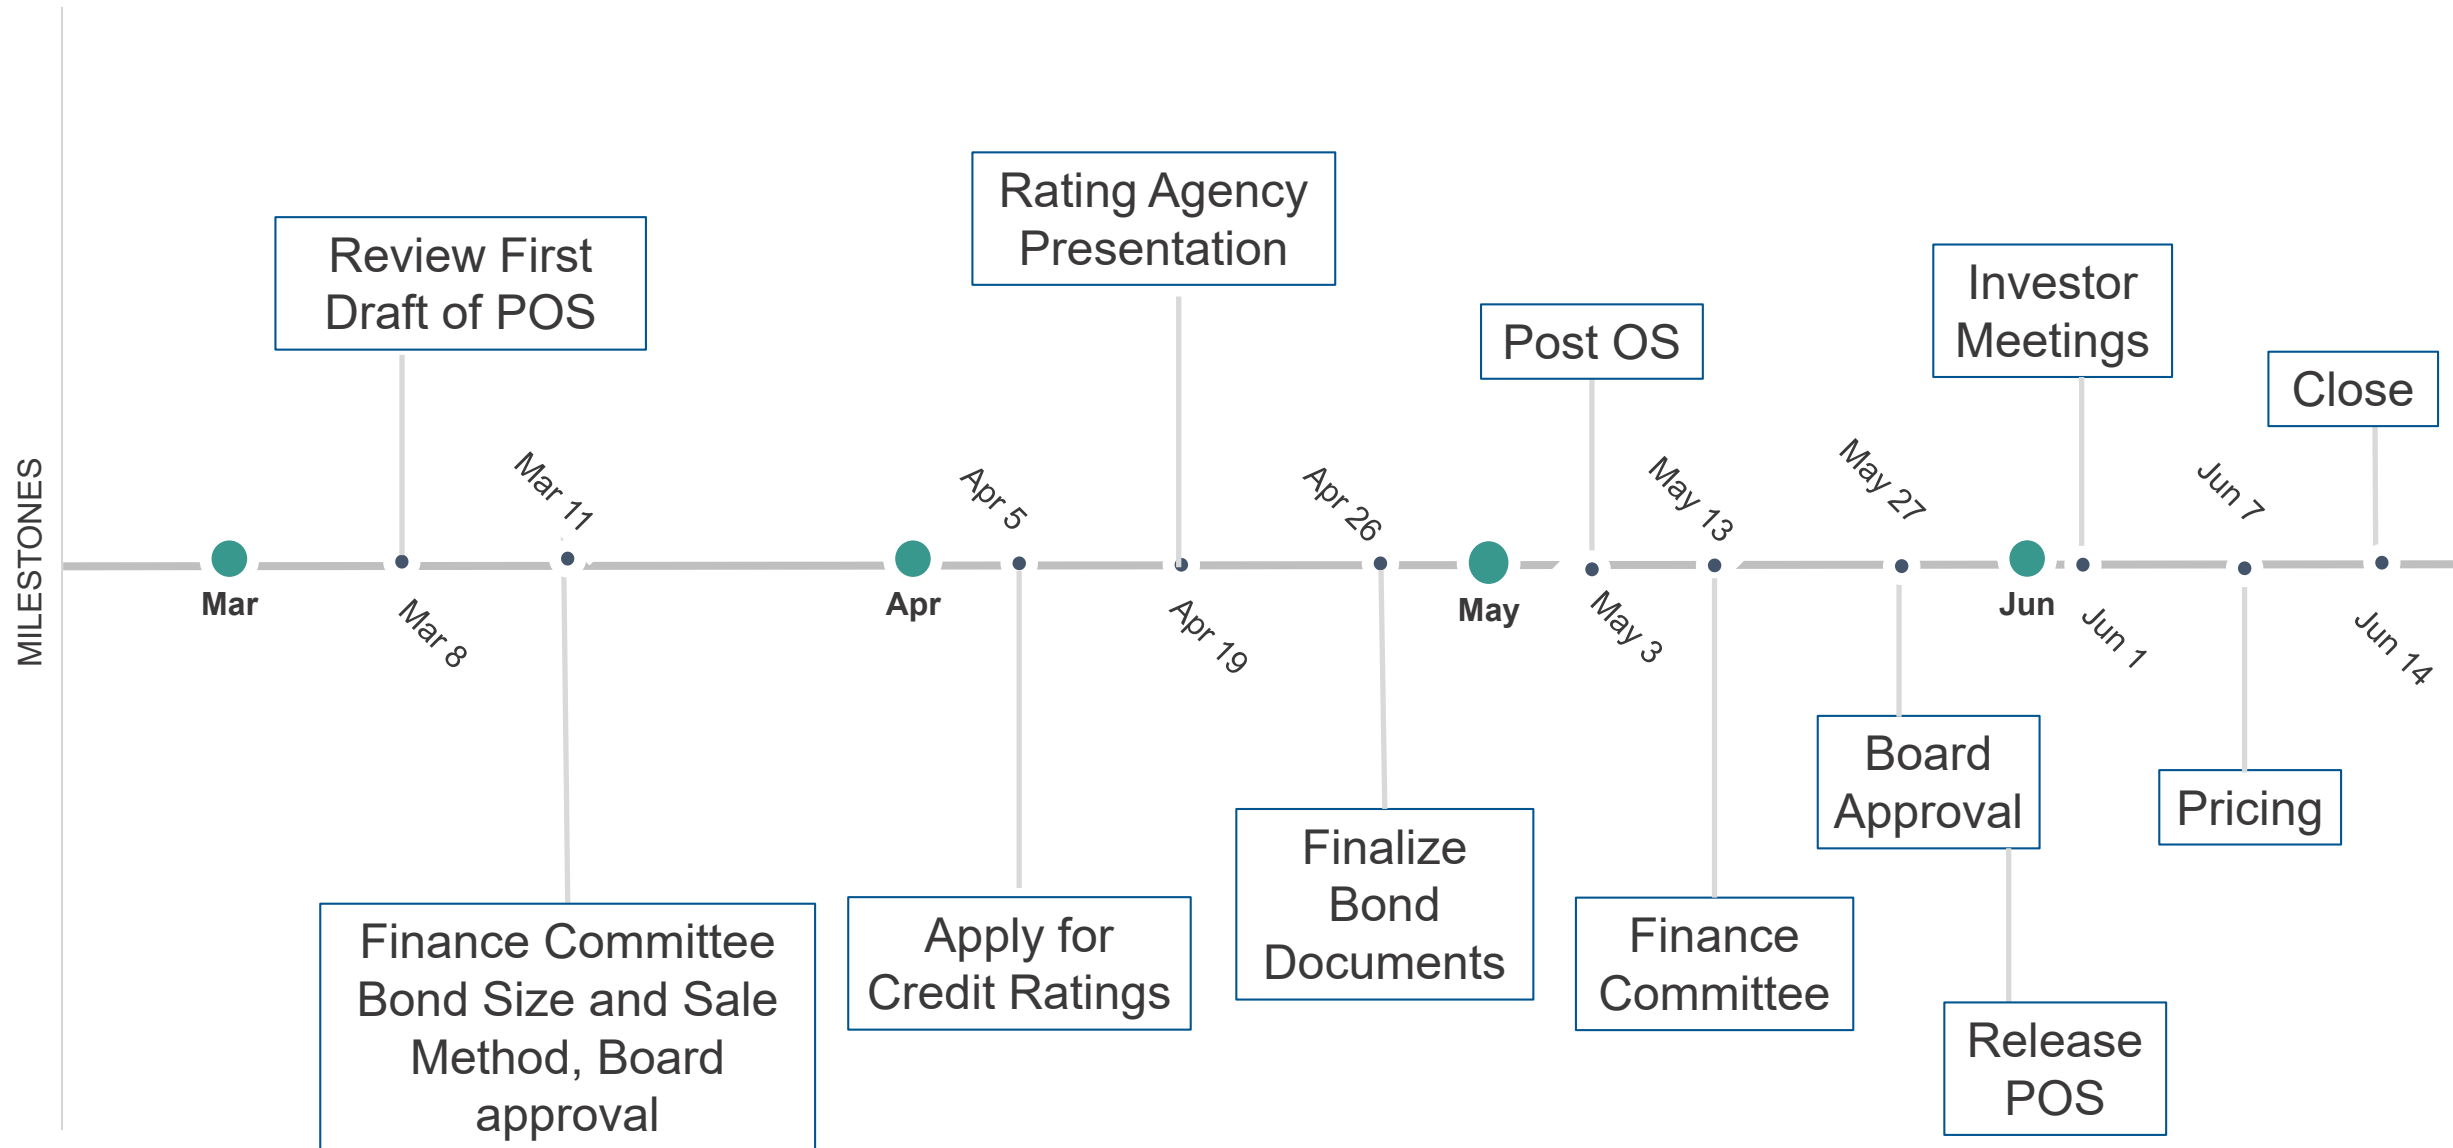 MILESTONES
Rating Agency
Presentation
Review First
Draft of POS
Investor
Meetings
Post OS
Close
Mar 11
Apr 5
Apr 26
May 13
May 27
Jun 7
Mar
Apr
May
Jun
Mar 8
Apr 19
May 3
Jun 1
Jun 14
Board
Approval
Pricing
Finalize
Bond
Documents
Finance Committee
Bond Size and Sale
Method, Board
approval
Apply for
Credit Ratings
Finance
Committee
Release
POS